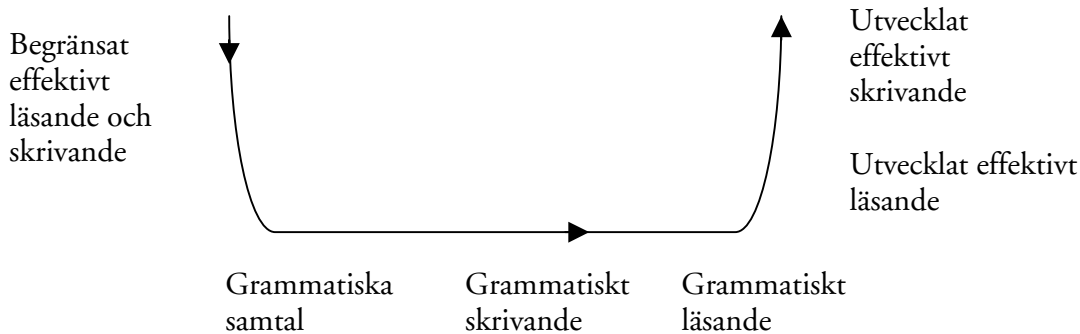 Begränsat
effektivt
läsande och
skrivande
Utvecklat
effektivt
skrivande
Utvecklat effektivt
läsande
Grammatiska
samtal
Grammatiskt
skrivande
Grammatiskt
läsande